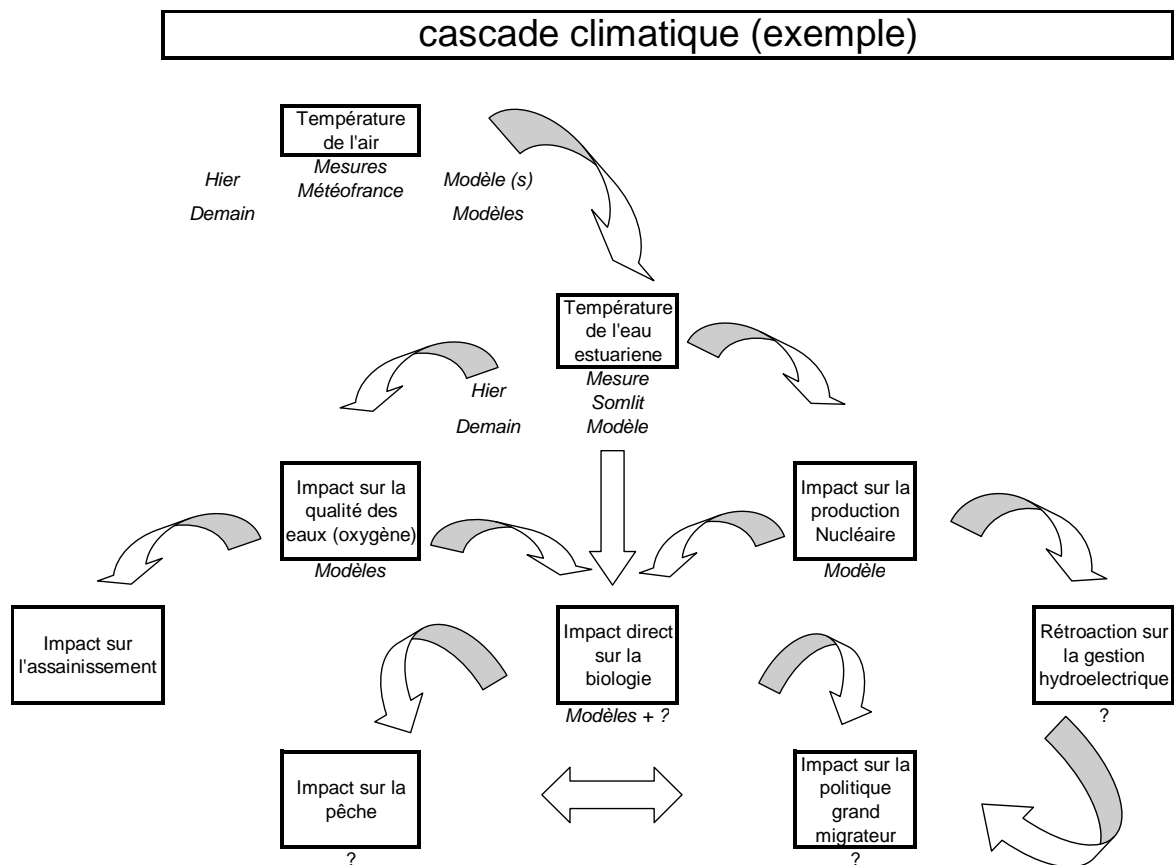 cascade climatique (exemple)
Température
de l'air
Mesures
Météofrance
Hier
Modèle (s)
Demain
Modèles
Température
de l'eau
estuariene
Mesure
Somlit
Hier
Demain
Modèle
Impact sur la
qualité des
eaux (oxygène)
Modèles
Impact sur la
production
Nucléaire
Modèle
Impact sur
l'assainissement
Impact direct
sur la
biologie
Modèles + ?
Rétroaction sur
la gestion
hydroelectrique
?
Impact sur la
pêche
?
Impact sur la
politique
grand
migrateur
?